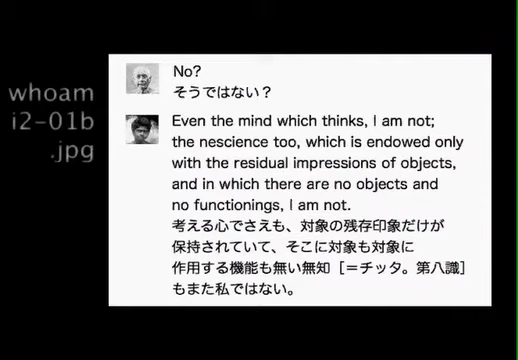 whoam
i2-01b
.jpg
No?
そうではない？
Even the mind which thinks, I am not;
the nescience too, which is endowed only
with the residual impressions of objects,
and in which there are no objects and
no functionings, I am not.
考える心でさえも、対象の残存印象だけが
保持されていて、そこに対象も対象に
作用する機能も無い無知［＝チッタ。第八識］
もまた私ではない。